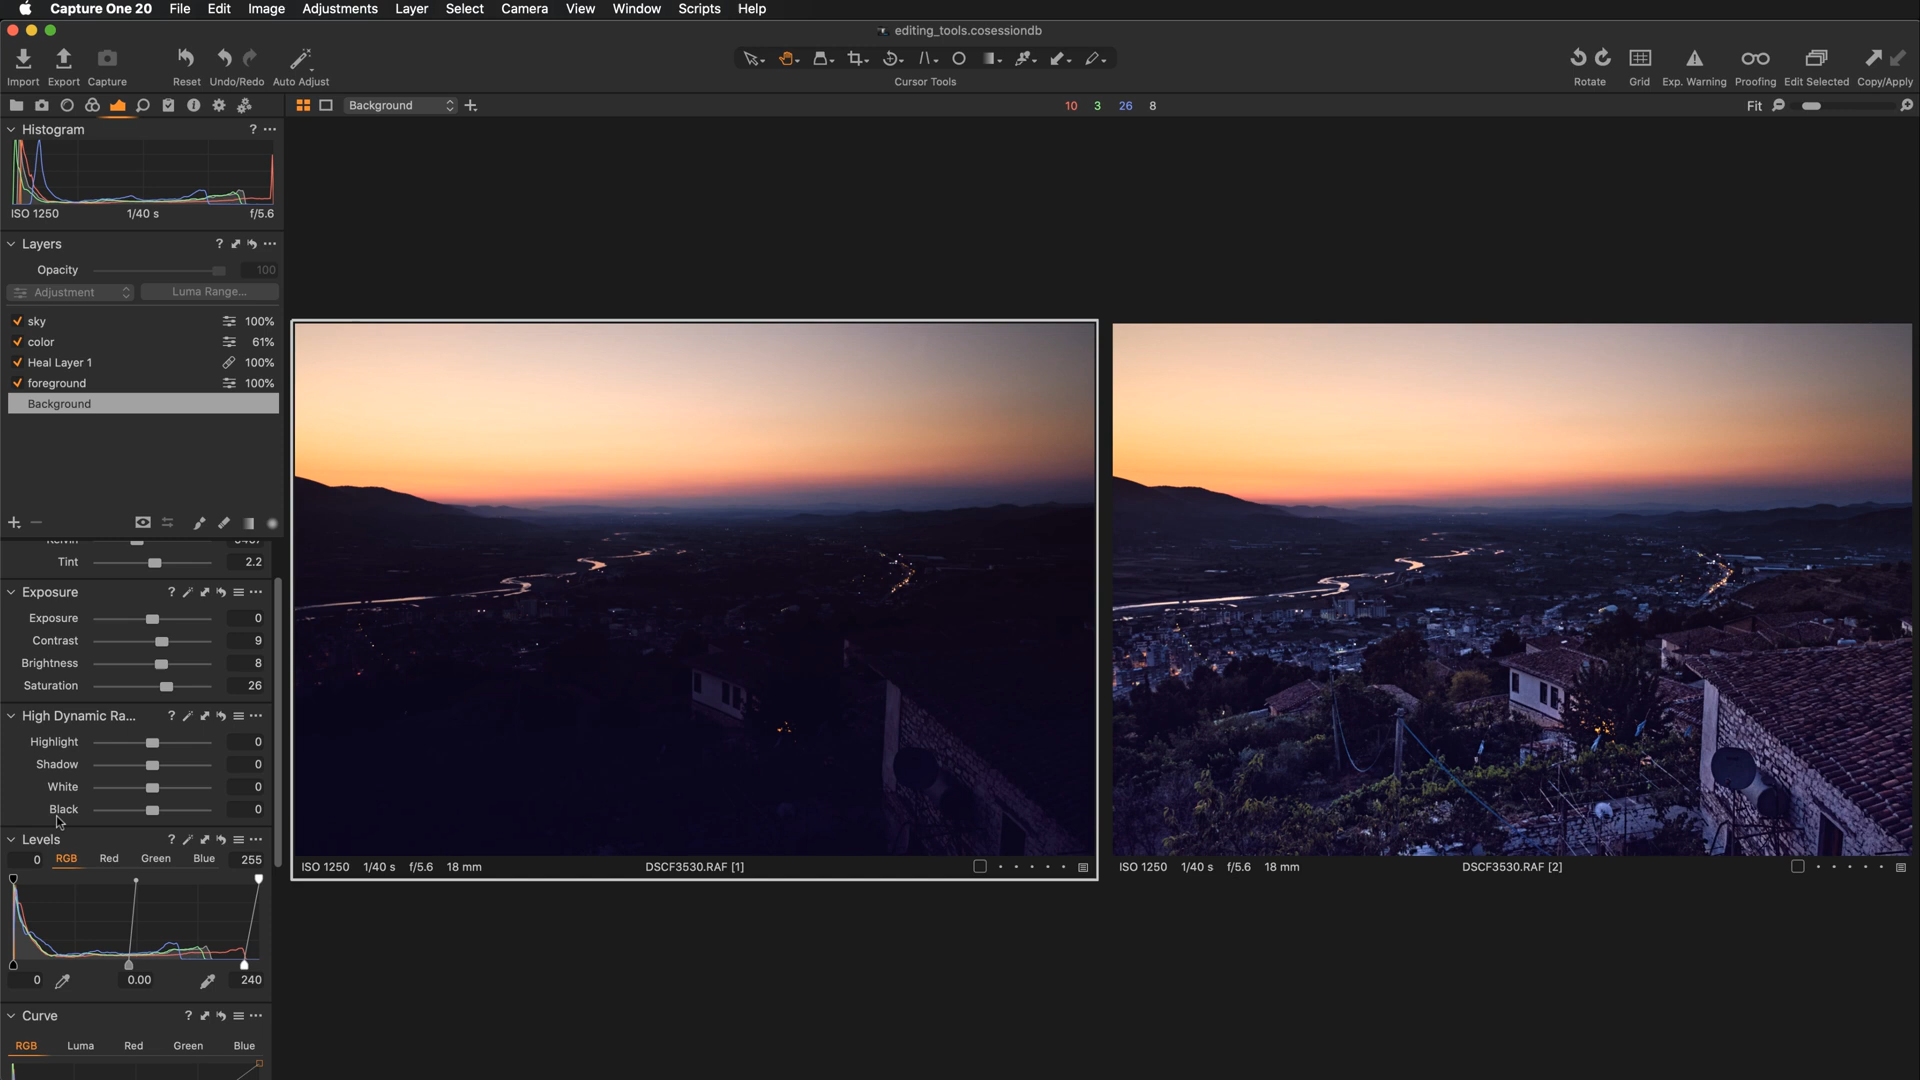 Capture One 20 File Edit Image Adjustments Layer Select Camera View Window Scripts Help
editing_tools.cosessiondb
Import Export Capture Reset Undo/Redo Auto Adjust Cursor Tools Rotate Grid Exp. Warning Proofing Edit Selected Copy/Apply
Background 10 3 26 8 Fit
Histogram ?
ISO 1250 1/40 s f/5.6
Layers ?
Opacity 100
Adjustment Luma Range...
sky 100%
color 61%
Heal Layer 1 100%
foreground 100%
Background
Tint 2.2
Exposure ?
Exposure 0
Contrast 9
Brightness 8
Saturation 26
High Dynamic Ra... ?
Highlight 0
Shadow 0
White 0
Black 0
Levels ?
0 RGB Red Green Blue 255
0 0.00 240
Curve ?
RGB Luma Red Green Blue
ISO 1250 1/40 s f/5.6 18 mm DSCF3530.RAF [1]
ISO 1250 1/40 s f/5.6 18 mm DSCF3530.RAF [2]